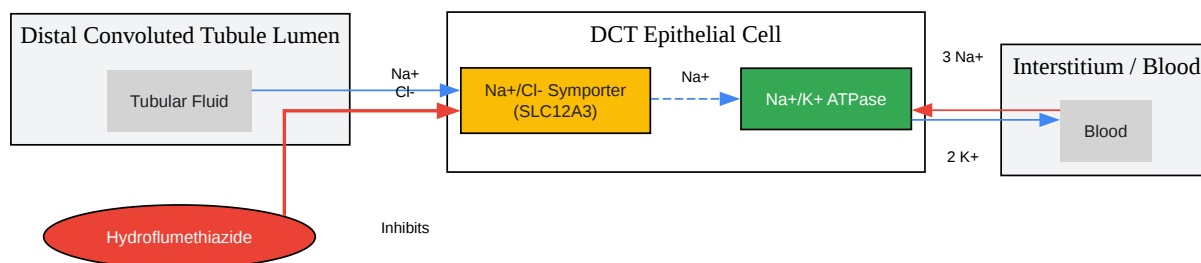 Distal Convoluted Tubule Lumen
Tubular Fluid
Na+
Cl-
DCT Epithelial Cell
Na+/Cl- Symporter
(SLC12A3)
Na+
Na+/K+ ATPase
3 Na+
2 K+
Interstitium / Blood
Blood
Hydroflumethiazide
Inhibits